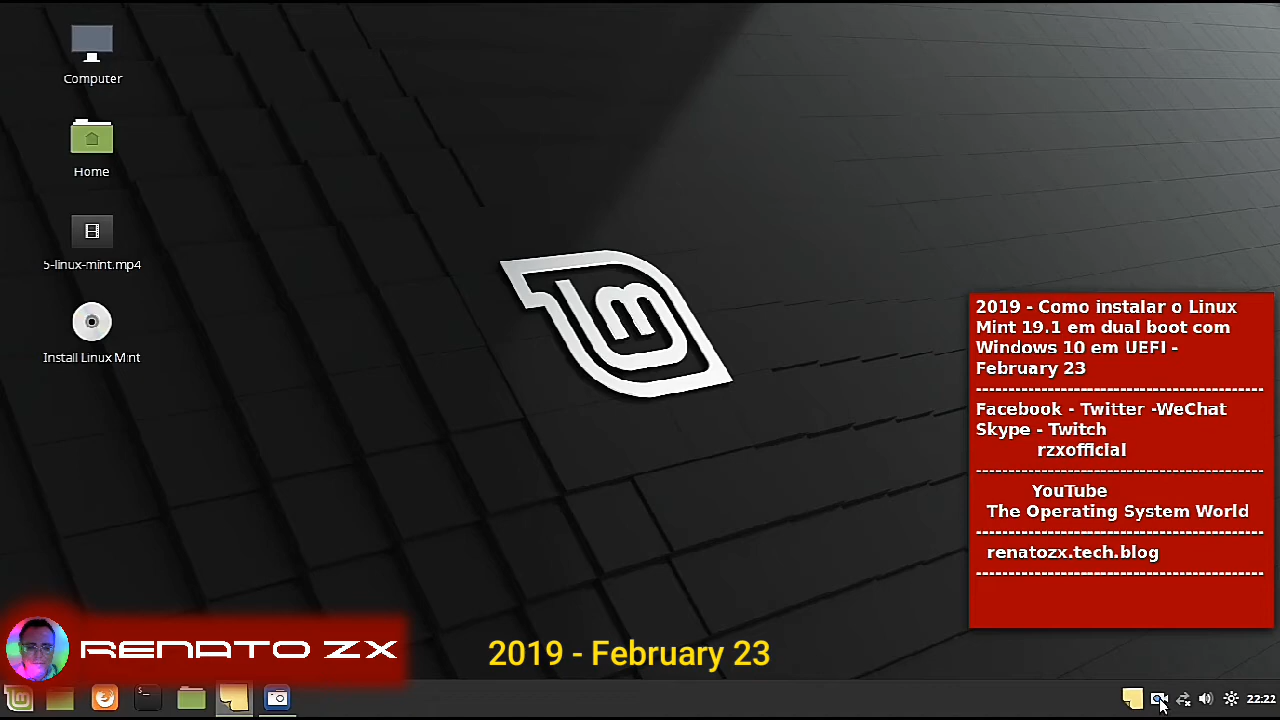 Computer
Home
5-linux-mint.mp4
Install Linux Mint
2019 - Como instalar o Linux
Mint 19.1 em dual boot com
Windows 10 em UEFI -
February 23
--------------------------------------------
Facebook - Twitter -WeChat
Skype - Twitch
rzxofficial
--------------------------------------------
YouTube
The Operating System World
--------------------------------------------
renatozx.tech.blog
--------------------------------------------
RENATO ZX
2019 - February 23
22:22